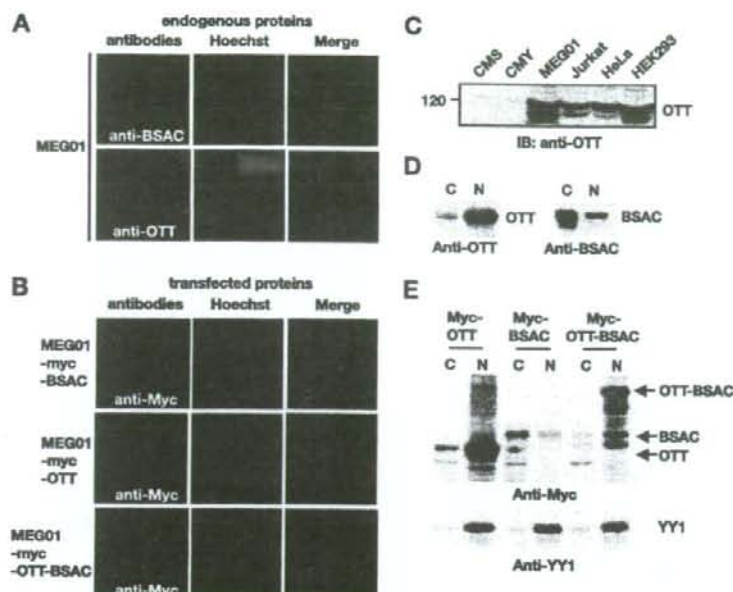 A
endogenous proteins
antibodies Hoechst Merge
MEG01
anti-BSAC
anti-OTT
B
transfected proteins
antibodies Hoechst Merge
MEG01
-myc
-BSAC
anti-Myc
MEG01
-myc
-OTT
anti-Myc
MEG01
-myc
-OTT-BSAC
anti-Myc
C
CMS CMY MEG01 Jurkat HeLa HEK293
120
OTT
IB: anti-OTT
D
C N C N
OTT BSAC
Anti-OTT Anti-BSAC
E
Myc-
OTT
Myc-
BSAC
Myc-
OTT-BSAC
C N C N C N
OTT-BSAC
BSAC
OTT
Anti-Myc
YY1
Anti-YY1